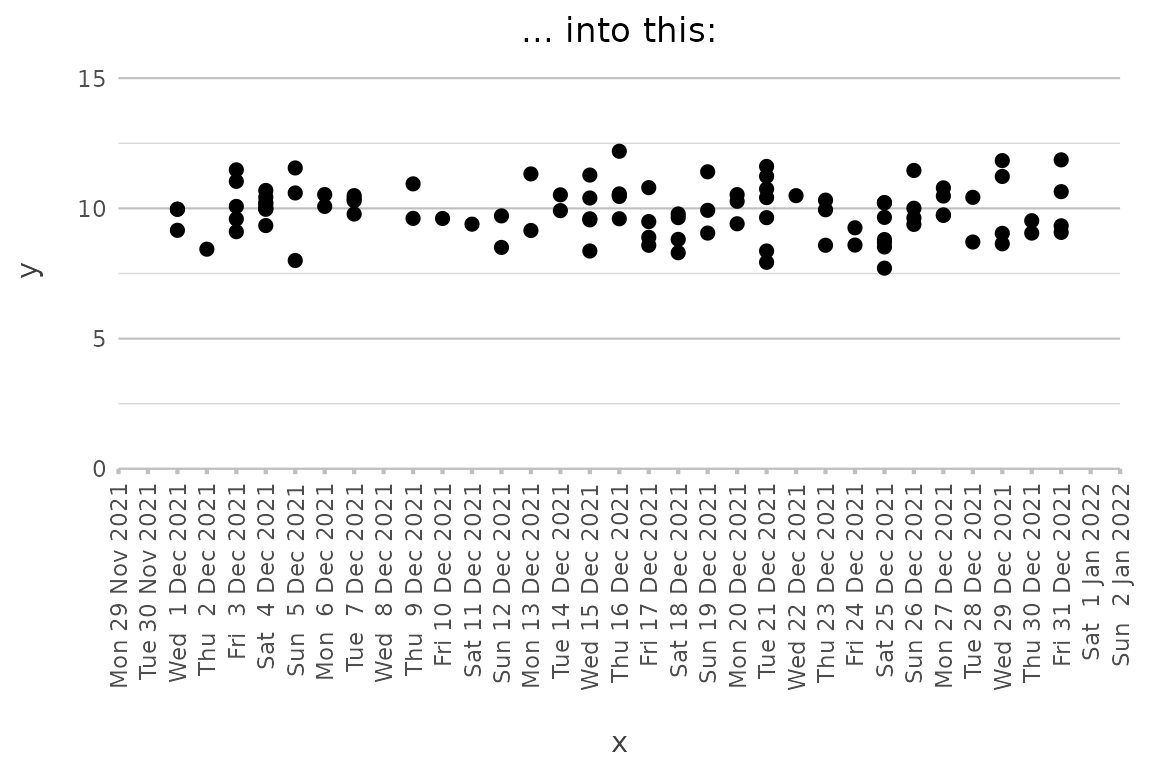 ... into this:
15
10
5
0
y
Mon 29 Nov 2021
Tue 30 Nov 2021
Wed 1 Dec 2021
Thu 2 Dec 2021
Fri 3 Dec 2021
Sat 4 Dec 2021
Sun 5 Dec 2021
Mon 6 Dec 2021
Tue 7 Dec 2021
Wed 8 Dec 2021
Thu 9 Dec 2021
Fri 10 Dec 2021
Sat 11 Dec 2021
Sun 12 Dec 2021
Mon 13 Dec 2021
Tue 14 Dec 2021
Wed 15 Dec 2021
Thu 16 Dec 2021
Fri 17 Dec 2021
Sat 18 Dec 2021
Sun 19 Dec 2021
Mon 20 Dec 2021
Tue 21 Dec 2021
Wed 22 Dec 2021
Thu 23 Dec 2021
Fri 24 Dec 2021
Sat 25 Dec 2021
Sun 26 Dec 2021
Mon 27 Dec 2021
Tue 28 Dec 2021
Wed 29 Dec 2021
Thu 30 Dec 2021
Fri 31 Dec 2021
Sat 1 Jan 2022
Sun 2 Jan 2022
x